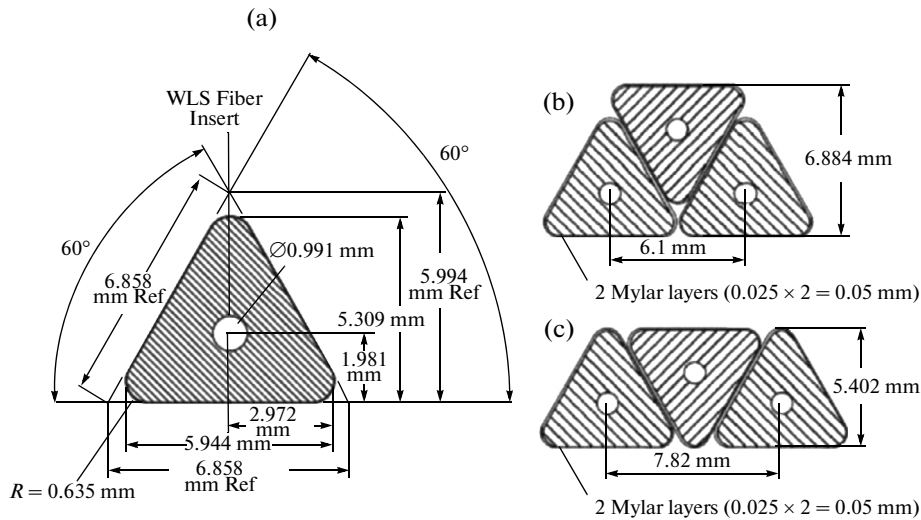 (a)
WLS Fiber
Insert
60°
60°
6.858
mm Ref
∅0.991 mm
5.994
mm Ref
5.309 mm
1.981
mm
2.972
mm
5.944 mm
6.858
mm Ref
R = 0.635 mm
(b)
6.884 mm
6.1 mm
2 Mylar layers (0.025 × 2 = 0.05 mm)
(c)
5.402 mm
7.82 mm
2 Mylar layers (0.025 × 2 = 0.05 mm)